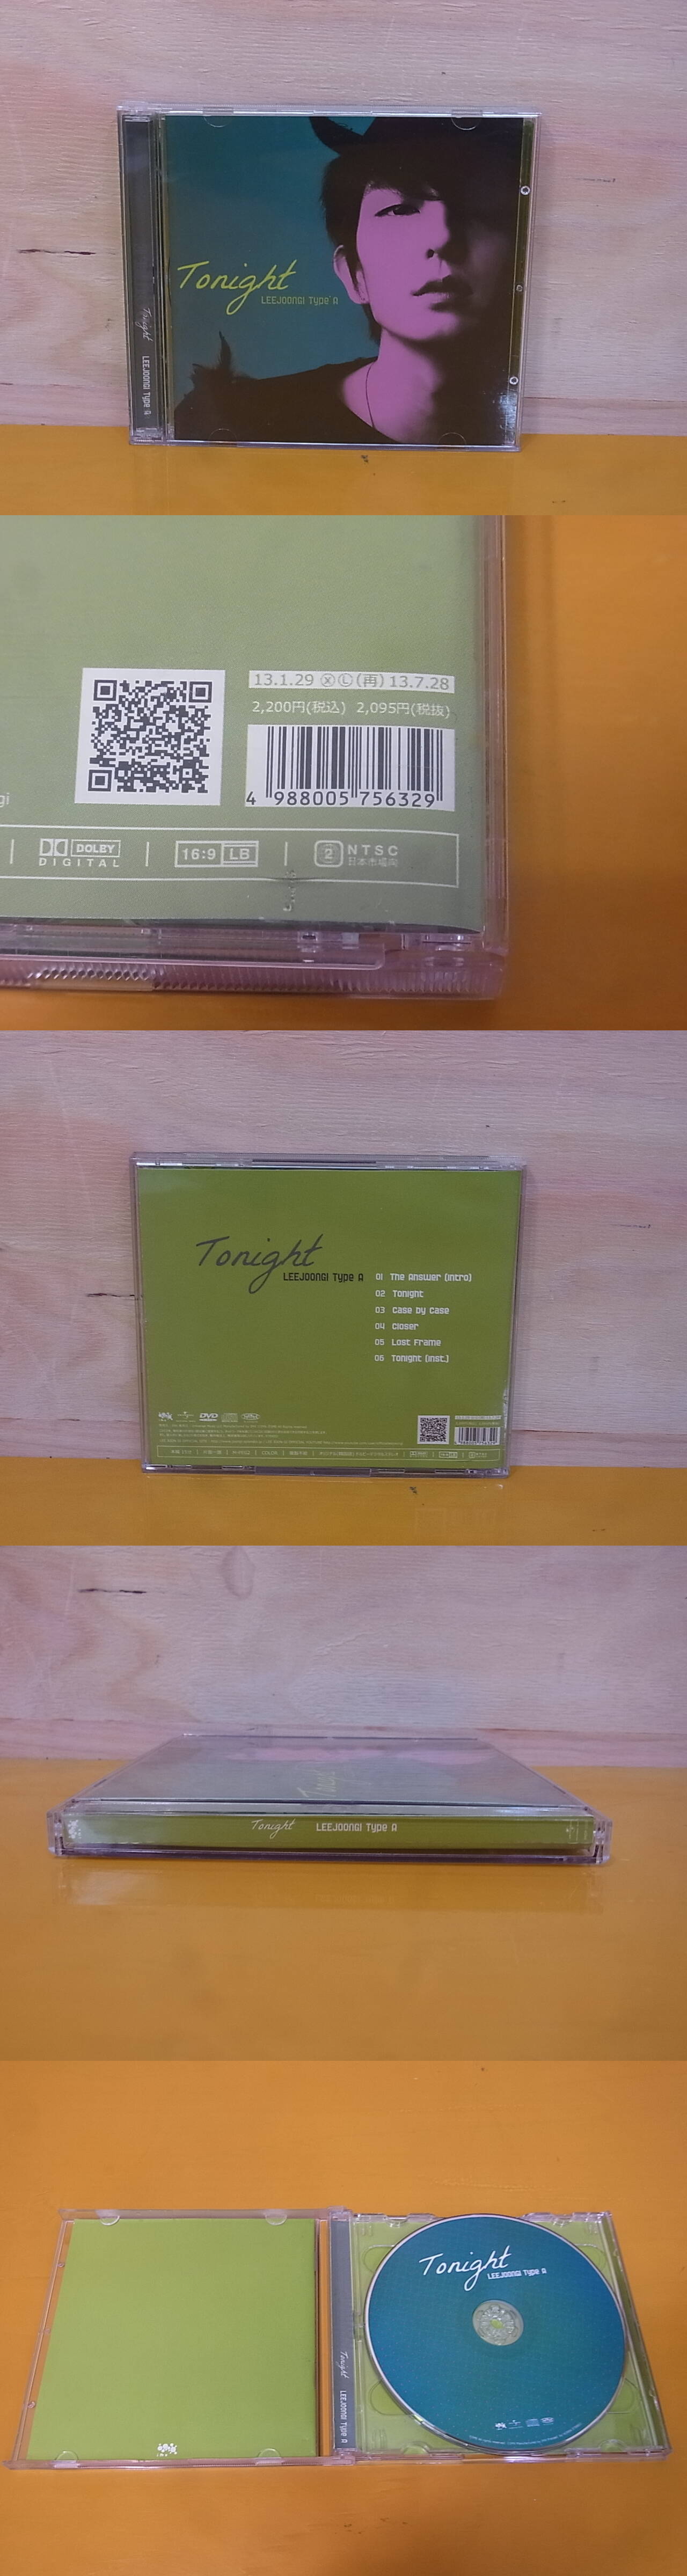 Tonight
LEEJOONGI Type A
Tonight LEEJOONGI Type A
13.1.29 Ⓧ Ⓛ (再) 13.7.28
2,200円(税込) 2,095円(税抜)
4 988005 756329
DOLBY
DIGITAL
16:9 LB
2 NTSC
日本市場向
Tonight
LEEJOONGI Type A
01 The Answer (intro)
02 Tonight
03 Case by Case
04 Closer
05 Lost Frame
06 Tonight (inst.)
DVD
Tonight LEEJOONGI Type A
Tonight
LEEJOONGI Type A
Tonight LEEJOONGI Type A